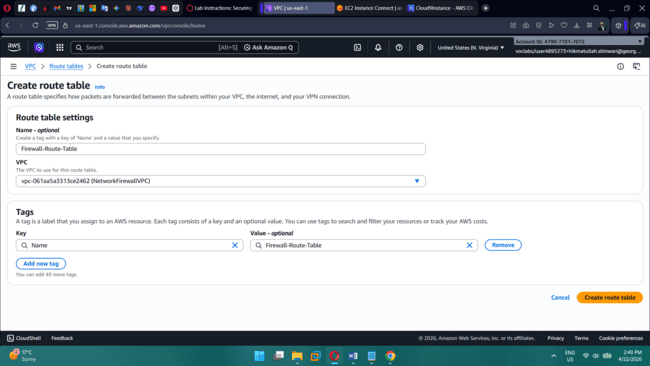 Lab Instructions: Securing
VPC | us-east-1
EC2 Instance Connect | us
Cloud9Instance - AWS Clo
VPN
us-east-1.console.aws.amazon.com/vpcconsole/home
AI
aws
Search
[Alt+S]
Ask Amazon Q
United States (N. Virginia)
Account ID: 4790-7101-7072
voclabs/user4895273=hikmatullah.shinwari@georg...
VPC
Route tables
Create route table
Create route table
Info
A route table specifies how packets are forwarded between the subnets within your VPC, the internet, and your VPN connection.
Route table settings
Name - optional
Create a tag with a key of 'Name' and a value that you specify.
Firewall-Route-Table
VPC
The VPC to use for this route table.
vpc-061aa5a3313ce2462 (NetworkFirewallVPC)
Tags
A tag is a label that you assign to an AWS resource. Each tag consists of a key and an optional value. You can use tags to search and filter your resources or track your AWS costs.
Key
Value - optional
Name
Firewall-Route-Table
Remove
Add new tag
You can add 49 more tags.
Cancel
Create route table
CloudShell
Feedback
© 2026, Amazon Web Services, Inc. or its affiliates.
Privacy
Terms
Cookie preferences
17°C
Sunny
ENG
US
2:49 PM
4/22/2026